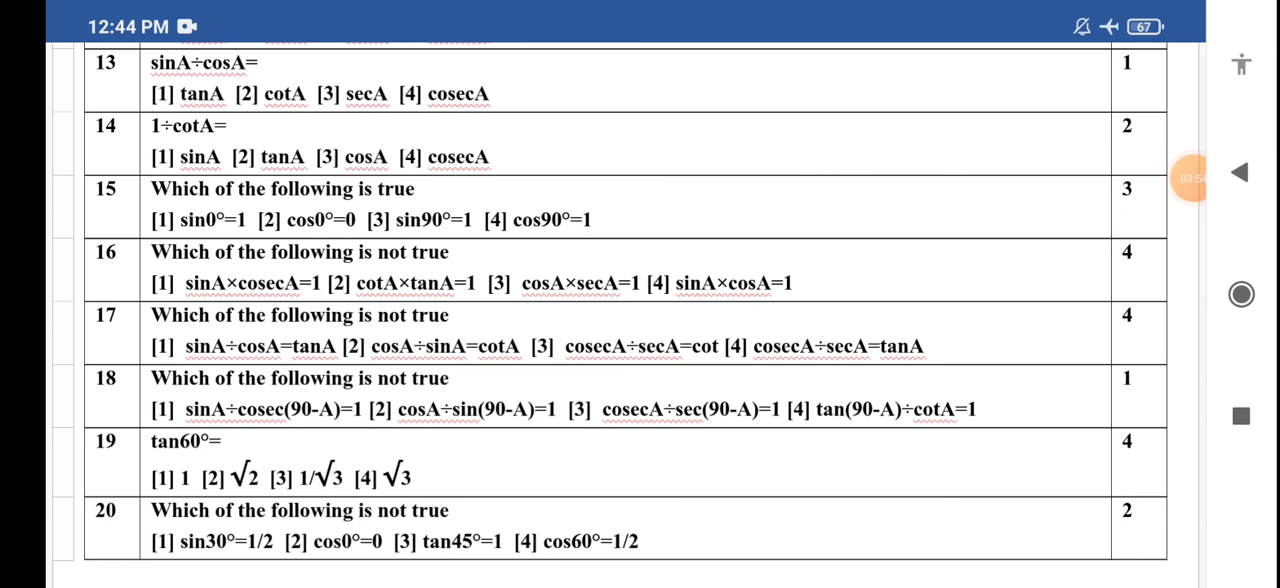 12:44 PM
67
13 sinA÷cosA= 1
[1] tanA [2] cotA [3] secA [4] cosecA
14 1÷cotA= 2
[1] sinA [2] tanA [3] cosA [4] cosecA
15 Which of the following is true 3
[1] sin0°=1 [2] cos0°=0 [3] sin90°=1 [4] cos90°=1
03:54
16 Which of the following is not true 4
[1] sinA×cosecA=1 [2] cotA×tanA=1 [3] cosA×secA=1 [4] sinA×cosA=1
17 Which of the following is not true 4
[1] sinA÷cosA=tanA [2] cosA÷sinA=cotA [3] cosecA÷secA=cot [4] cosecA÷secA=tanA
18 Which of the following is not true 1
[1] sinA÷cosec(90-A)=1 [2] cosA÷sin(90-A)=1 [3] cosecA÷sec(90-A)=1 [4] tan(90-A)÷cotA=1
19 tan60°= 4
[1] 1 [2] √2 [3] 1/√3 [4] √3
20 Which of the following is not true 2
[1] sin30°=1/2 [2] cos0°=0 [3] tan45°=1 [4] cos60°=1/2